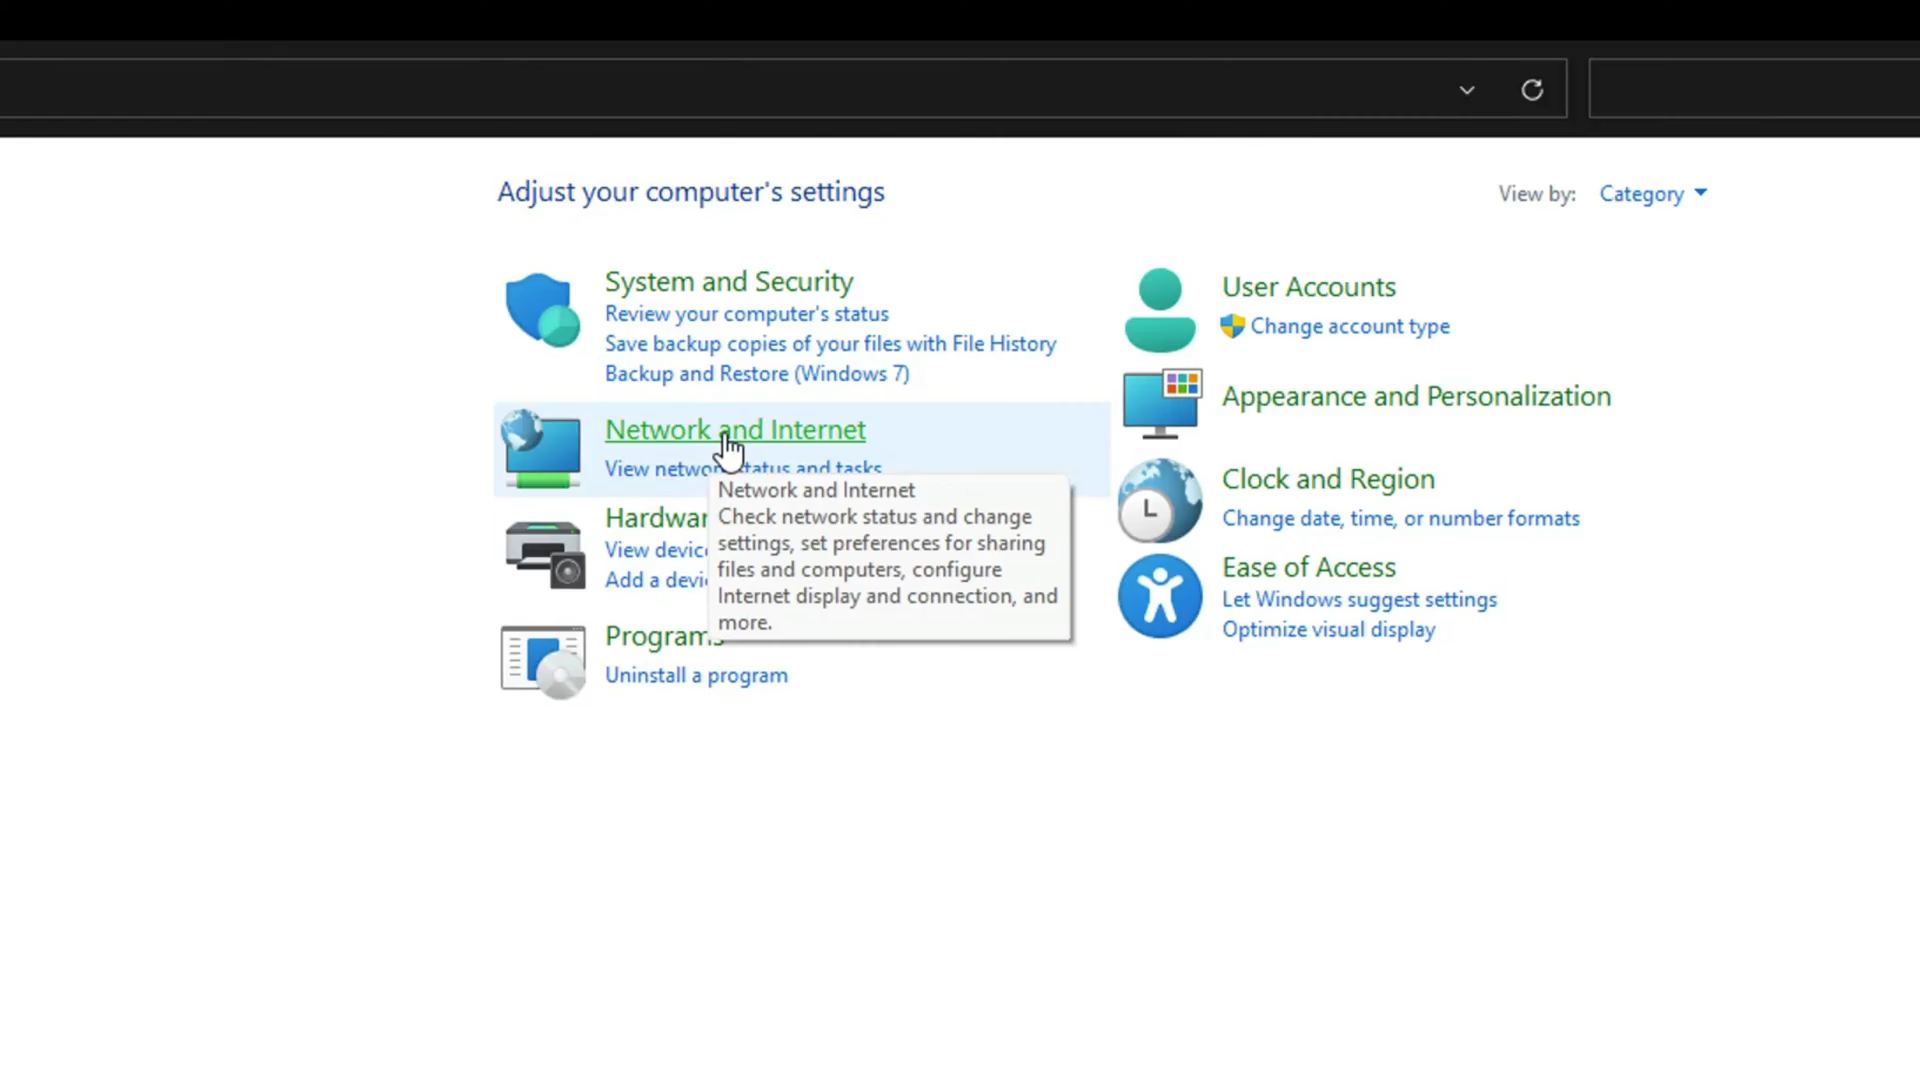 Adjust your computer's settings
View by: Category
System and Security
Review your computer's status
Save backup copies of your files with File History
Backup and Restore (Windows 7)
Network and Internet
View network status and tasks
Network and Internet
Check network status and change
settings, set preferences for sharing
files and computers, configure
Internet display and connection, and
more.
Hardwar
View device
Add a devi
Programs
Uninstall a program
User Accounts
Change account type
Appearance and Personalization
Clock and Region
Change date, time, or number formats
Ease of Access
Let Windows suggest settings
Optimize visual display